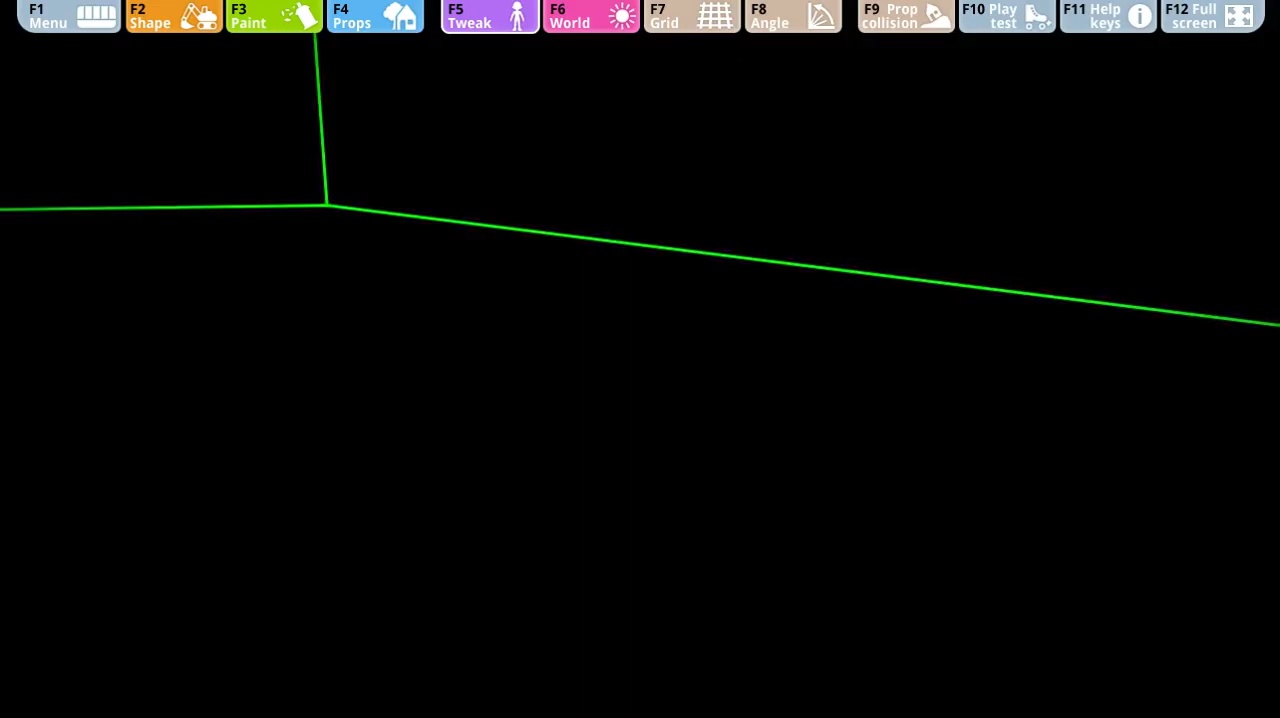 F1 Menu
F2 Shape
F3 Paint
F4 Props
F5 Tweak
F6 World
F7 Grid
F8 Angle
F9 Prop collision
F10 Play test
F11 Help keys
F12 Full screen